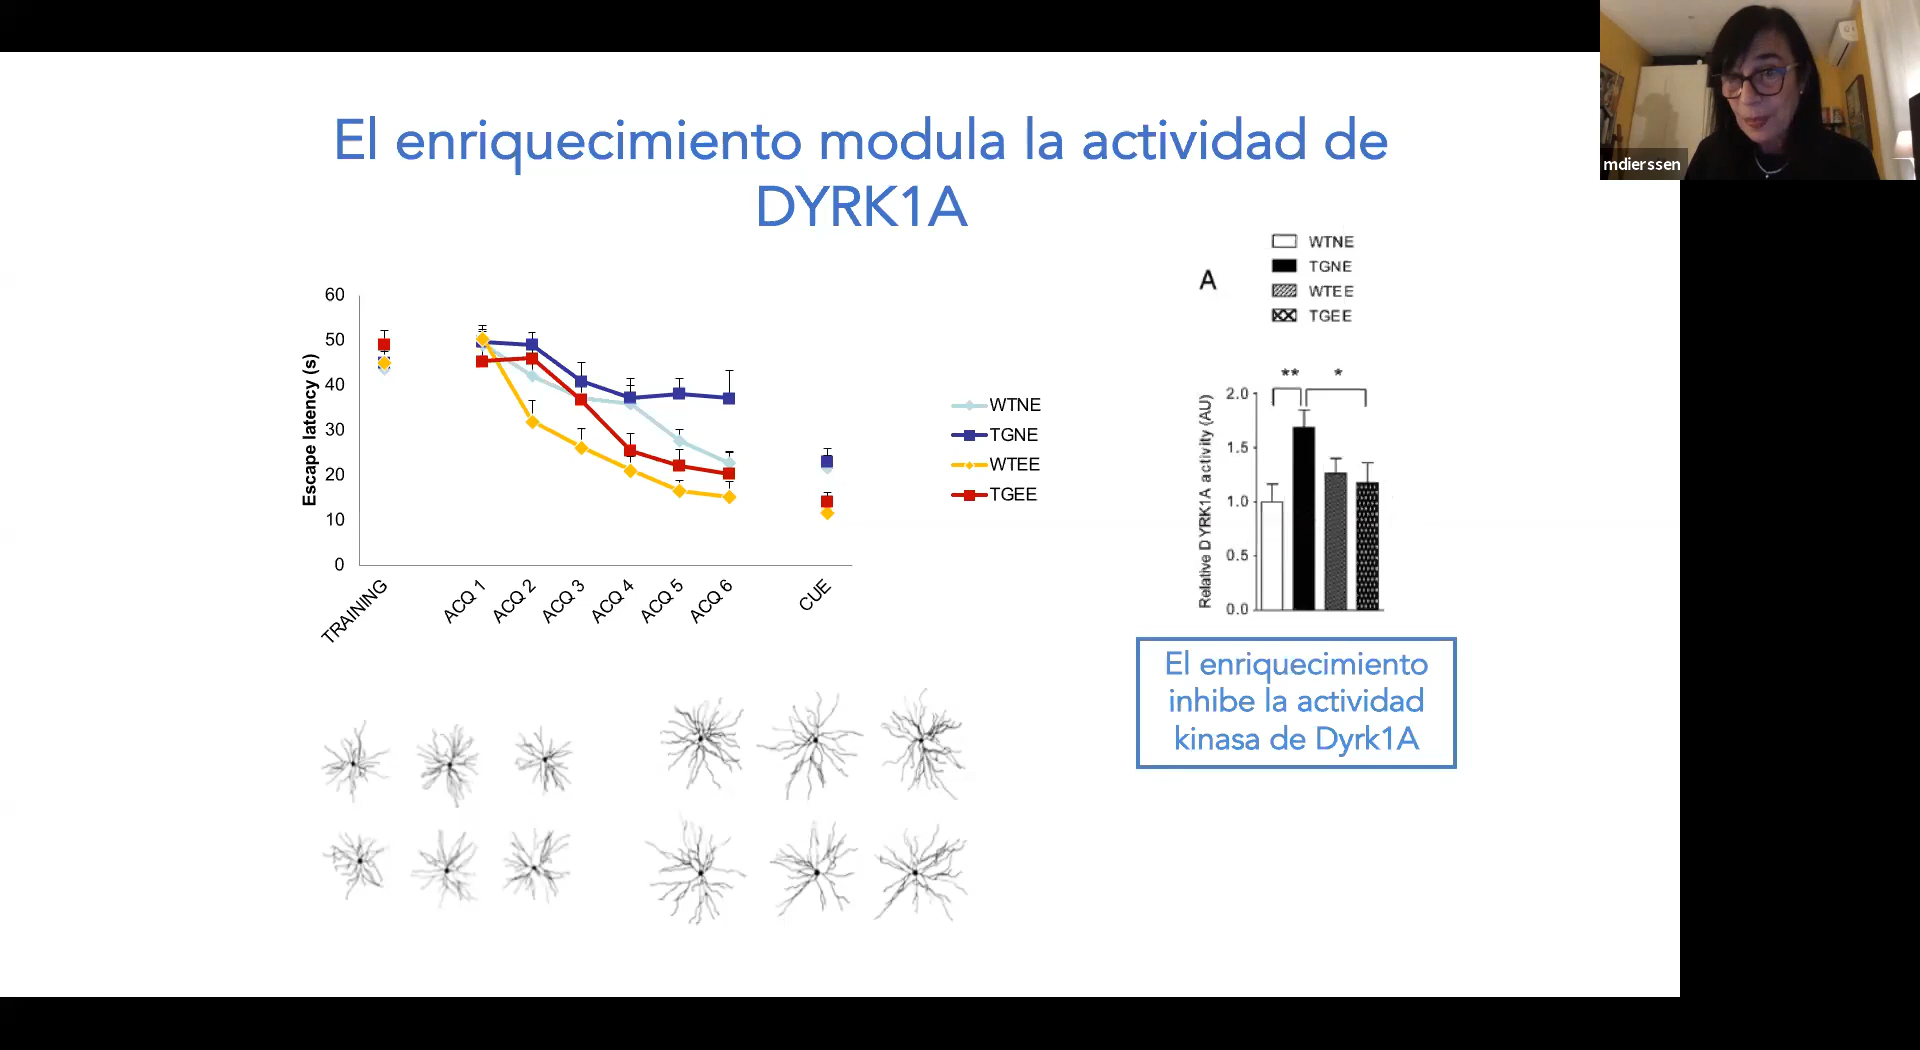 mdierssen
El enriquecimiento modula la actividad de
DYRK1A
Escape latency (s)
60
50
40
30
20
10
0
TRAINING
ACQ 1
ACQ 2
ACQ 3
ACQ 4
ACQ 5
ACQ 6
CUE
WTNE
TGNE
WTEE
TGEE
A
WTNE
TGNE
WTEE
TGEE
Relative DYRK1A activity (AU)
** *
2.0
1.5
1.0
0.5
0.0
El enriquecimiento
inhibe la actividad
kinasa de Dyrk1A